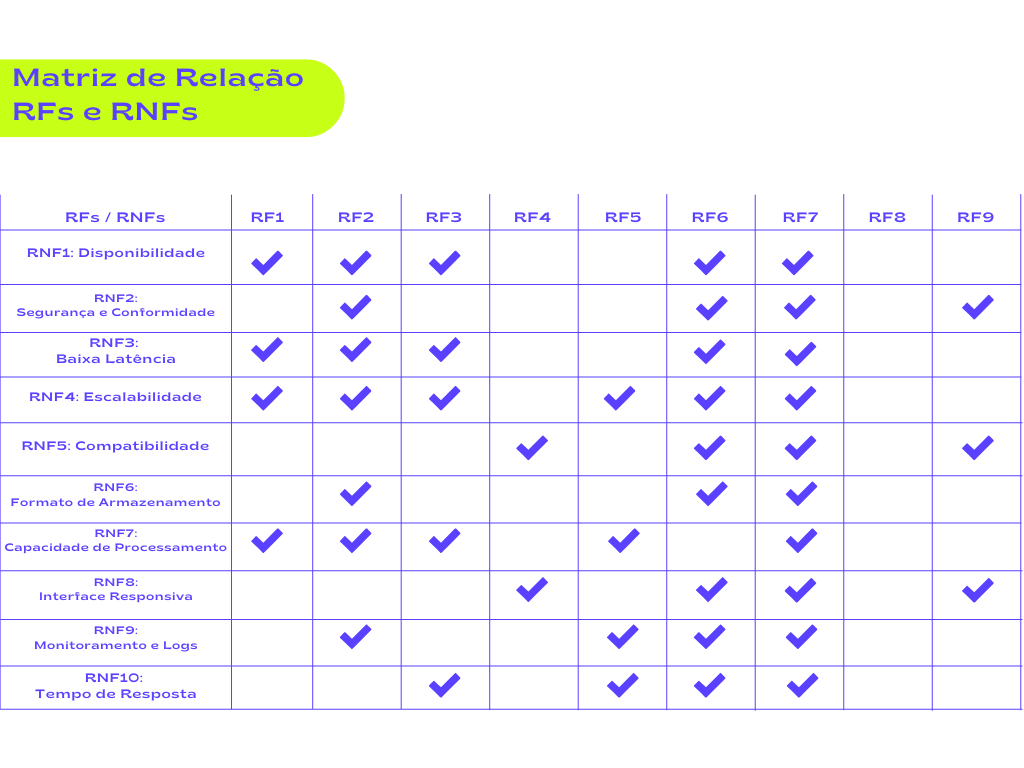 Matriz de Relação
RFs e RNFs
RFs / RNFs RF1 RF2 RF3 RF4 RF5 RF6 RF7 RF8 RF9
RNF1: Disponibilidade
RNF2:
Segurança e Conformidade
RNF3:
Baixa Latência
RNF4: Escalabilidade
RNF5: Compatibilidade
RNF6:
Formato de Armazenamento
RNF7:
Capacidade de Processamento
RNF8:
Interface Responsiva
RNF9:
Monitoramento e Logs
RNF10:
Tempo de Resposta